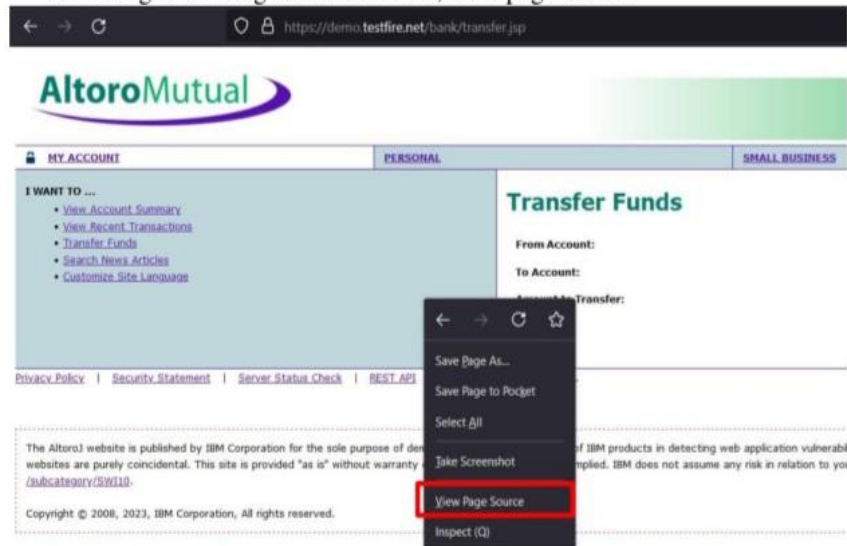 https://demo.testfire.net/bank/transfer.jsp
AltoroMutual
MY ACCOUNT
PERSONAL
SMALL BUSINESS
I WANT TO ...
• View Account Summary
• View Recent Transactions
• Transfer Funds
• Search News Articles
• Customize Site Language
Transfer Funds
From Account:
To Account:
Amount to Transfer:
Save Page As...
Save Page to Pocket
Select All
Take Screenshot
View Page Source
Inspect (Q)
Privacy Policy | Security Statement | Server Status Check | REST API
The AltoroJ website is published by IBM Corporation for the sole purpose of of IBM products in detecting web application
websites are purely coincidental. This site is provided "as is" without warranty IBM does not assume any risk in relation to
/subcategory/SWI10.
Copyright © 2008, 2023, IBM Corporation, All rights reserved.